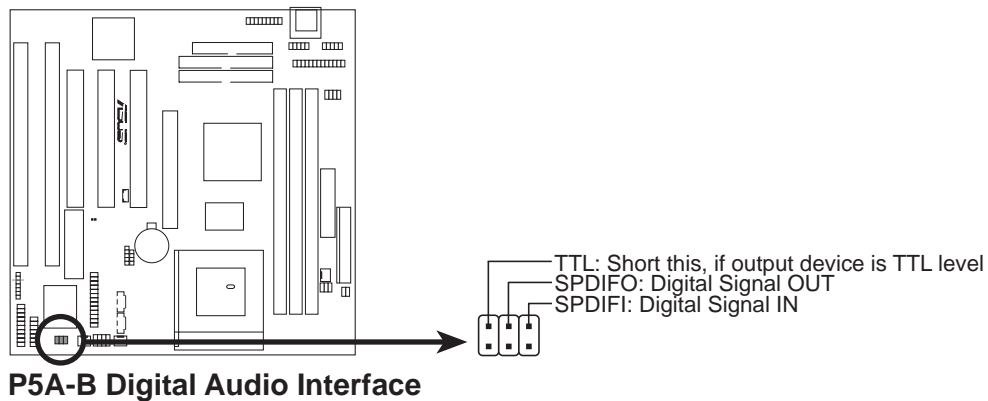 ASUS
TTL: Short this, if output device is TTL level
SPDIFO: Digital Signal OUT
SPDIFI: Digital Signal IN
P5A-B Digital Audio Interface